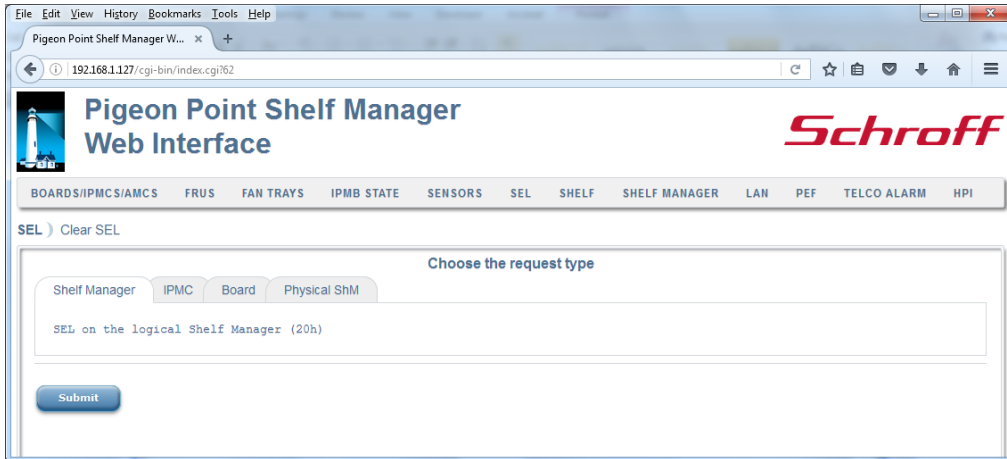 File Edit View History Bookmarks Tools Help
Pigeon Point Shelf Manager W... × +
192.168.1.127/cgi-bin/index.cgi?62
Pigeon Point Shelf Manager
Web Interface
Schroff
BOARDS/IPMCS/AMCS FRUS FAN TRAYS IPMB STATE SENSORS SEL SHELF SHELF MANAGER LAN PEF TELCO ALARM HPI
SEL ) Clear SEL
Choose the request type
Shelf Manager IPMC Board Physical ShM
SEL on the logical Shelf Manager (20h)
Submit